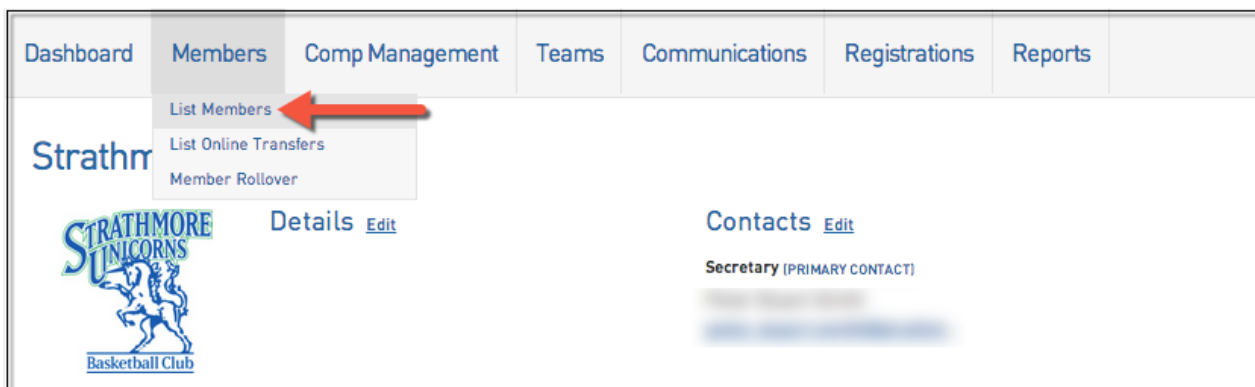 Dashboard Members Comp Management Teams Communications Registrations Reports
List Members
List Online Transfers
Member Rollover
Strathm
STRATHMORE
UNICORNS
Basketball Club
Details Edit
Contacts Edit
Secretary (PRIMARY CONTACT)